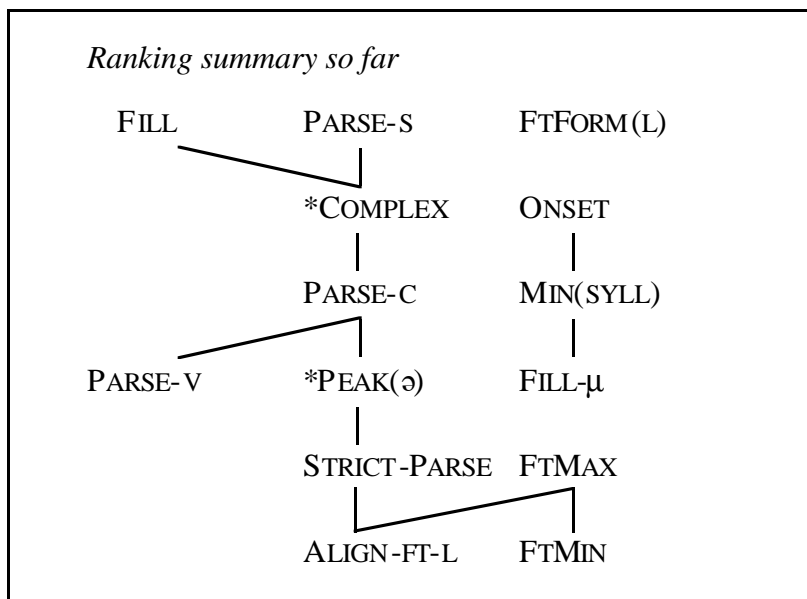 Ranking summary so far
FILL PARSE-S FTFORM(L)
*COMPLEX ONSET
PARSE-C MIN(SYLL)
PARSE-V *PEAK(ə) FILL-μ
STRICT-PARSE FTMAX
ALIGN-FT-L FTMIN